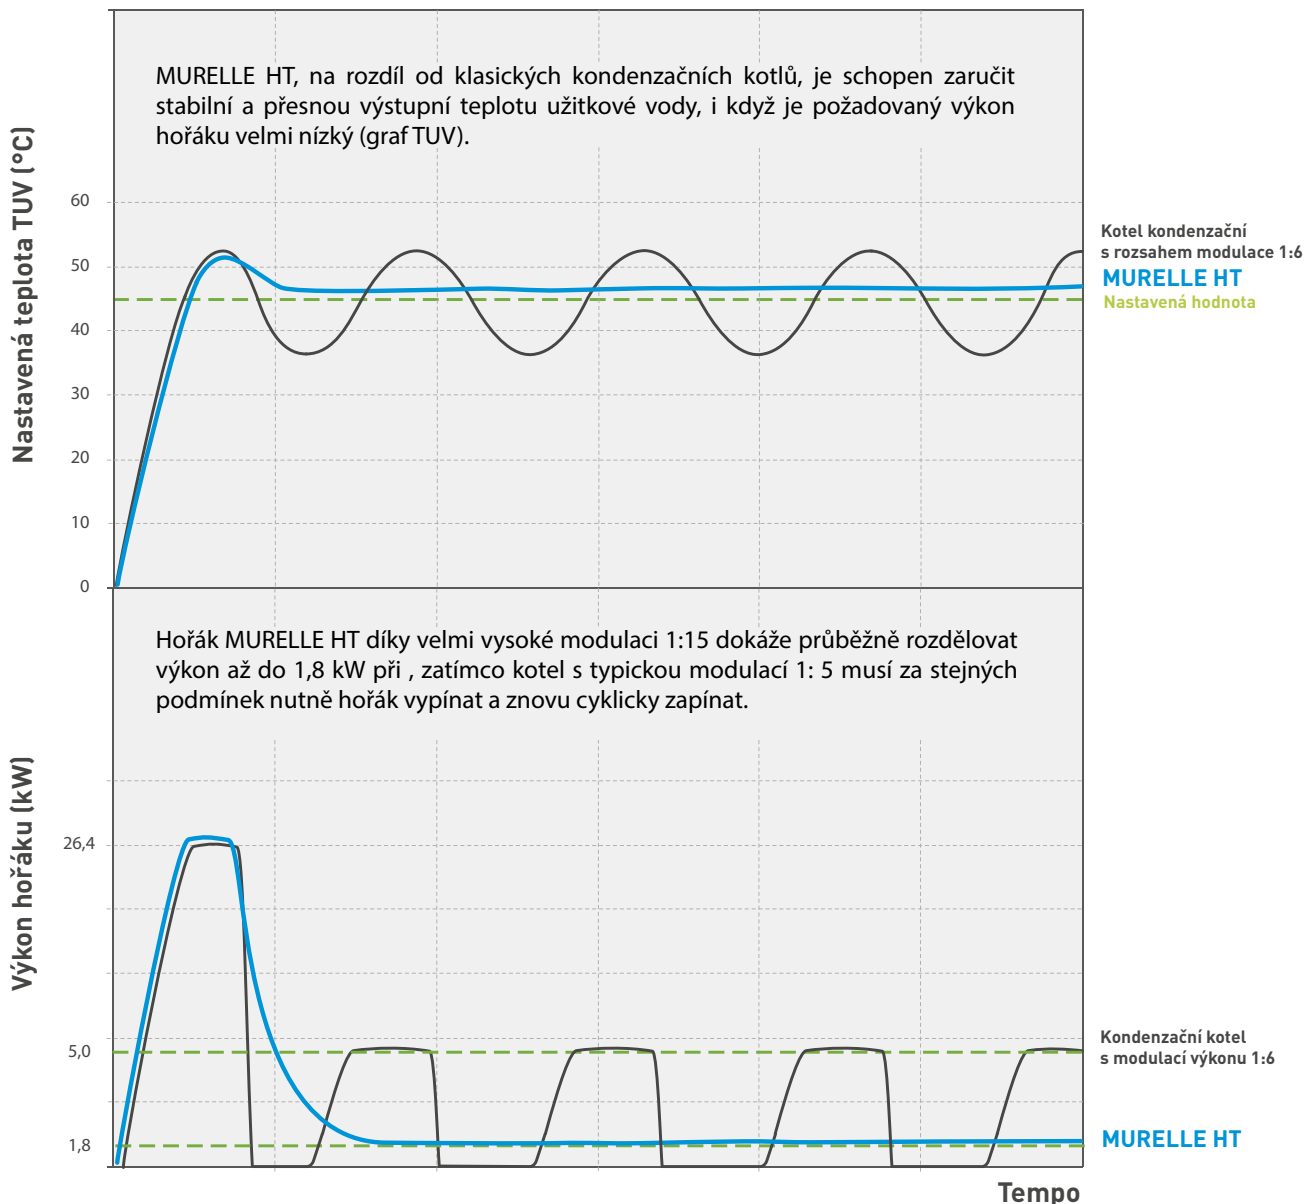 MURELLE HT, na rozdíl od klasických kondenzačních kotlů, je schopen zaručit
stabilní a přesnou výstupní teplotu užitkové vody, i když je požadovaný výkon
hořáku velmi nízký (graf TUV).
Nastavená teplota TUV (°C)
60
50
40
30
20
10
0
Kotel kondenzační
s rozsahem modulace 1:6
MURELLE HT
Nastavená hodnota
Hořák MURELLE HT díky velmi vysoké modulaci 1:15 dokáže průběžně rozdělovat
výkon až do 1,8 kW při , zatímco kotel s typickou modulací 1: 5 musí za stejných
podmínek nutně hořák vypínat a znovu cyklicky zapínat.
Výkon hořáku (kW)
26,4
5,0
1,8
Kondenzační kotel
s modulací výkonu 1:6
MURELLE HT
Tempo